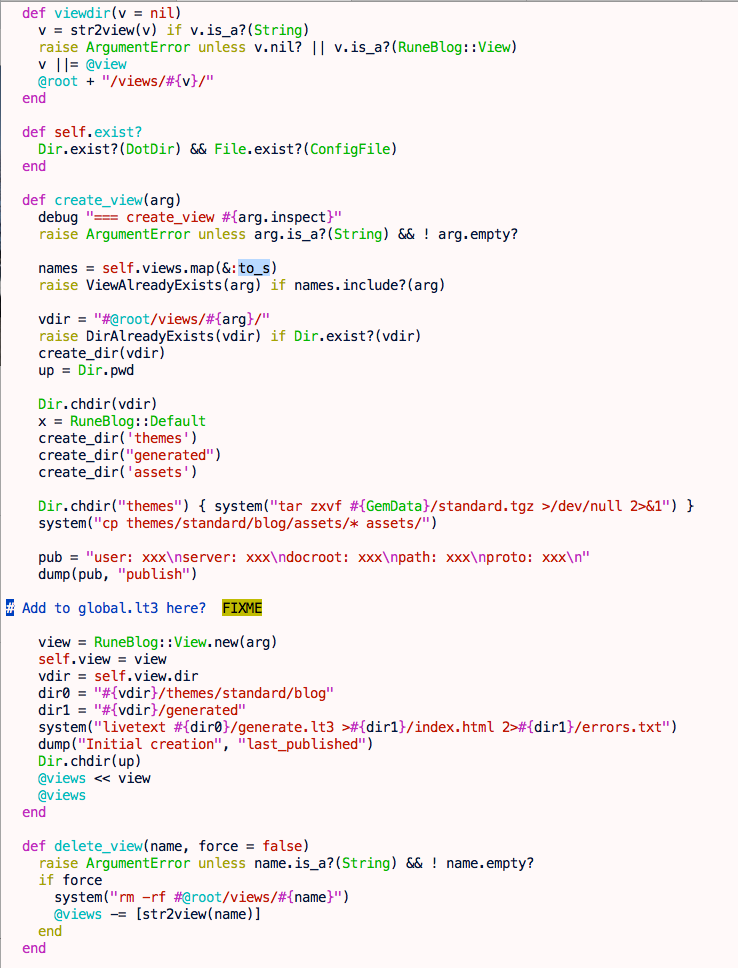 def viewdir(v = nil)
  v = str2view(v) if v.is_a?(String)
  raise ArgumentError unless v.nil? || v.is_a?(RuneBlog::View)
  v ||= @view
  @root + "/views/#{v}/"
end

def self.exist?
  Dir.exist?(DotDir) && File.exist?(ConfigFile)
end

def create_view(arg)
  debug "=== create_view #{arg.inspect}"
  raise ArgumentError unless arg.is_a?(String) && ! arg.empty?

  names = self.views.map(&:to_s)
  raise ViewAlreadyExists(arg) if names.include?(arg)

  vdir = "#@root/views/#{arg}/"
  raise DirAlreadyExists(vdir) if Dir.exist?(vdir)
  create_dir(vdir)
  up = Dir.pwd

  Dir.chdir(vdir)
  x = RuneBlog::Default
  create_dir('themes')
  create_dir("generated")
  create_dir('assets')

  Dir.chdir("themes") { system("tar zxvf #{GemData}/standard.tgz >/dev/null 2>&1") }
  system("cp themes/standard/blog/assets/* assets/")

  pub = "user: xxx\nserver: xxx\ndocroot: xxx\npath: xxx\nproto: xxx\n"
  dump(pub, "publish")

# Add to global.lt3 here?  FIXME

  view = RuneBlog::View.new(arg)
  self.view = view
  vdir = self.view.dir
  dir0 = "#{vdir}/themes/standard/blog"
  dir1 = "#{vdir}/generated"
  system("livetext #{dir0}/generate.lt3 >#{dir1}/index.html 2>#{dir1}/errors.txt")
  dump("Initial creation", "last_published")
  Dir.chdir(up)
  @views << view
  @views
end

def delete_view(name, force = false)
  raise ArgumentError unless name.is_a?(String) && ! name.empty?
  if force
    system("rm -rf #@root/views/#{name}")
    @views -= [str2view(name)]
  end
end